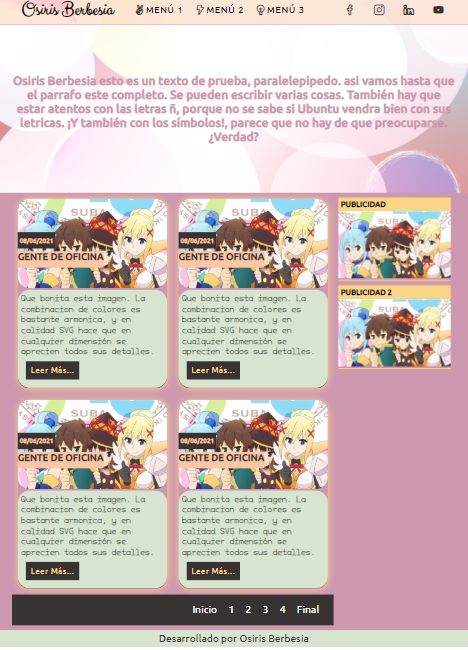 Osiris Berbesia MENÚ 1 MENÚ 2 MENÚ 3
Osiris Berbesia esto es un texto de prueba, paralelepipedo. asi vamos hasta que
el parrafo este completo. Se pueden escribir varias cosas. También hay que
estar atentos con las letras ñ, porque no se sabe si Ubuntu vendra bien con sus
letricas. ¡Y también con los símbolos!, parece que no hay de que preocuparse.
¿Verdad?
SUBA
08/06/2021
GENTE DE OFICINA
Que bonita esta imagen. La
combinacion de colores es
bastante armonica, y en
calidad SVG hace que en
cualquier dimensión se
aprecien todos sus detalles.
Leer Más...
SUBA
08/06/2021
GENTE DE OFICINA
Que bonita esta imagen. La
combinacion de colores es
bastante armonica, y en
calidad SVG hace que en
cualquier dimensión se
aprecien todos sus detalles.
Leer Más...
PUBLICIDAD
PUBLICIDAD 2
SUBA
08/06/2021
GENTE DE OFICINA
Que bonita esta imagen. La
combinacion de colores es
bastante armonica, y en
calidad SVG hace que en
cualquier dimensión se
aprecien todos sus detalles.
Leer Más...
SUBA
08/06/2021
GENTE DE OFICINA
Que bonita esta imagen. La
combinacion de colores es
bastante armonica, y en
calidad SVG hace que en
cualquier dimensión se
aprecien todos sus detalles.
Leer Más...
Inicio 1 2 3 4 Final
Desarrollado por Osiris Berbesia